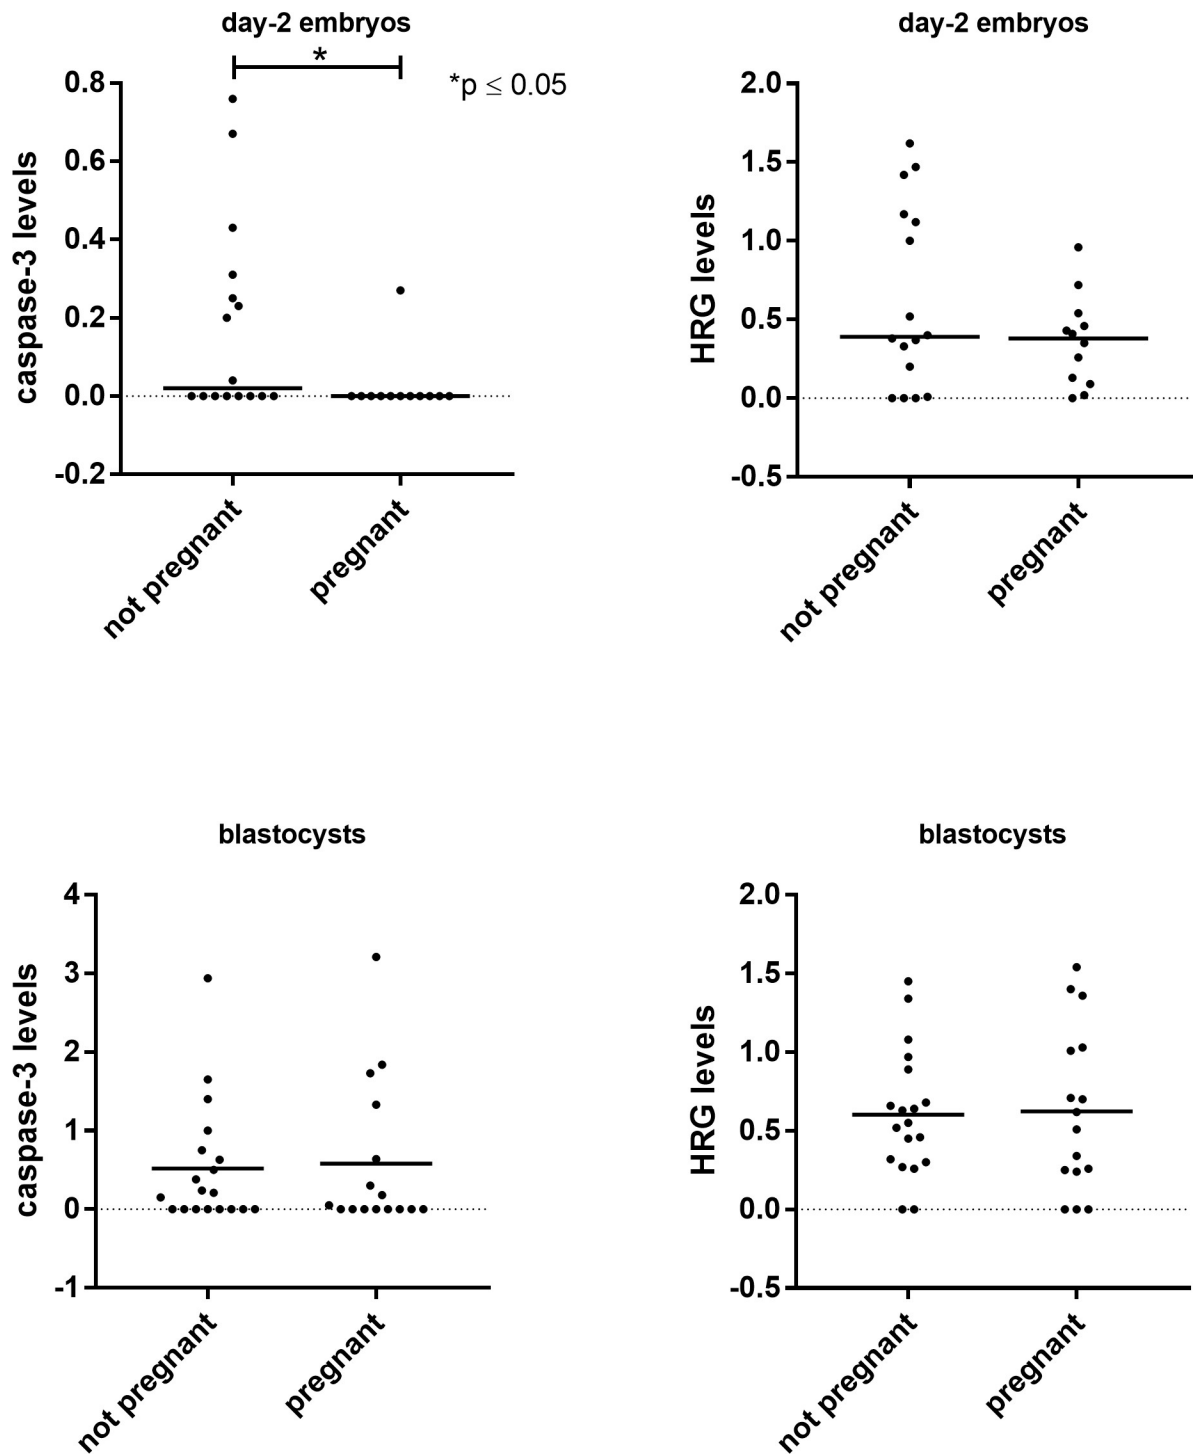 day-2 embryos
*
*p ≤ 0.05
caspase-3 levels
0.8
0.6
0.4
0.2
0.0
-0.2
not pregnant
pregnant
day-2 embryos
HRG levels
2.0
1.5
1.0
0.5
0.0
-0.5
not pregnant
pregnant
blastocysts
caspase-3 levels
4
3
2
1
0
-1
not pregnant
pregnant
blastocysts
HRG levels
2.0
1.5
1.0
0.5
0.0
-0.5
not pregnant
pregnant